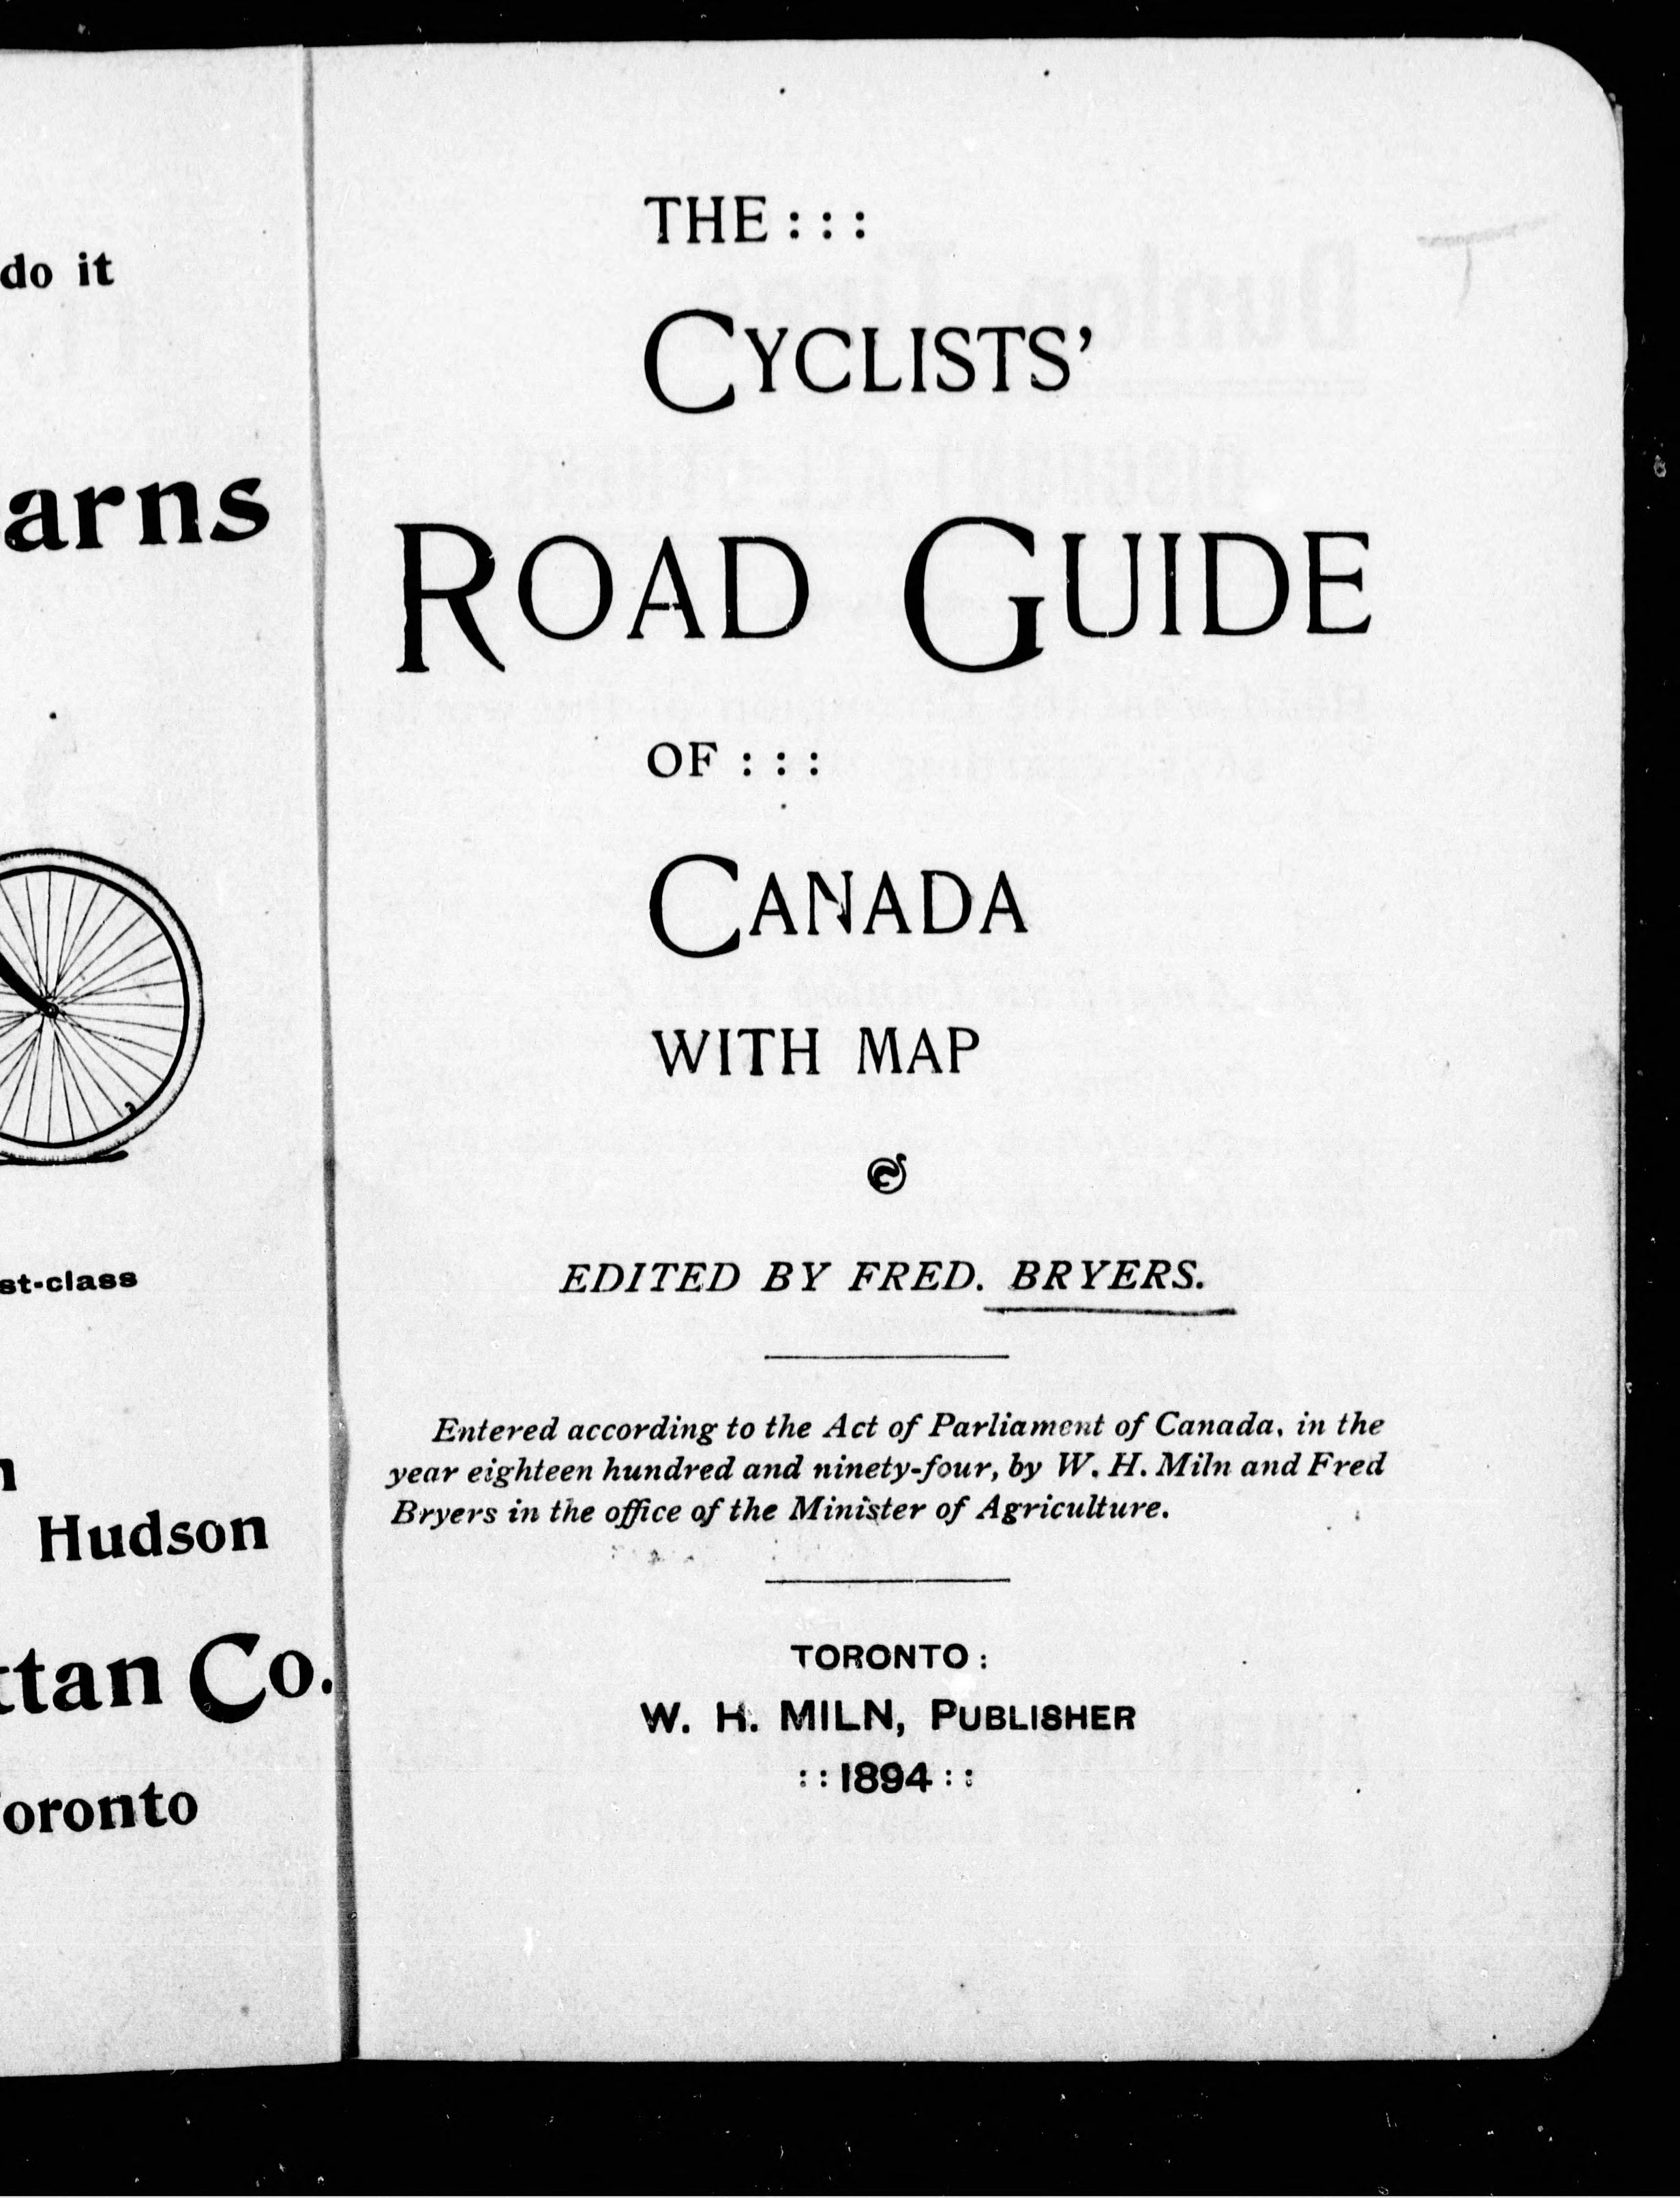 do it
arns
st-class
Hudson
ttan Co.
oronto
THE : : :
CYCLISTS’
ROAD GUIDE
OF : : :
CANADA
WITH MAP
EDITED BY FRED. BRYERS.
Entered according to the Act of Parliament of Canada, in the
year eighteen hundred and ninety-four, by W. H. Miln and Fred
Bryers in the office of the Minister of Agriculture.
TORONTO :
W. H. MILN, PUBLISHER
: : 1894 : :